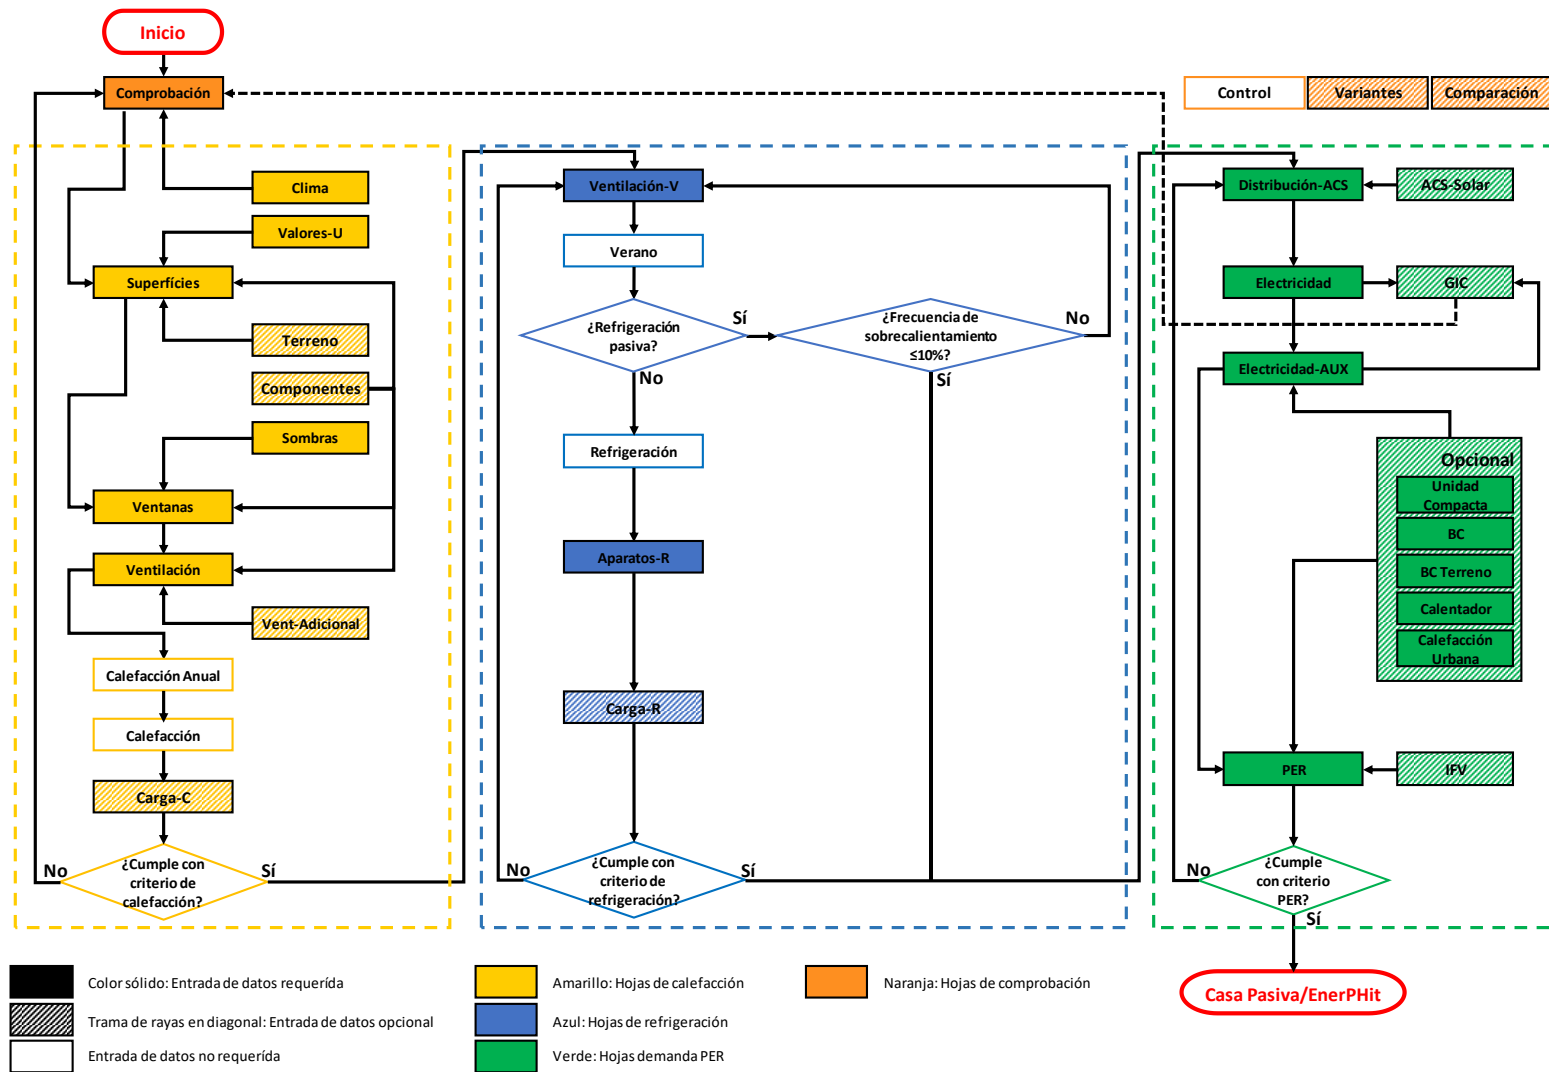 Inicio
Comprobación
Control
Variantes
Comparación
Clima
Valores-U
Superfícies
Terreno
Componentes
Sombras
Ventanas
Ventilación
Vent-Adicional
Calefacción Anual
Calefacción
Carga-C
¿Cumple con
criterio de
calefacción?
No
Sí
Ventilación-V
Verano
¿Refrigeración
pasiva?
Sí
No
¿Frecuencia de
sobrecalientamiento
≤10%?
No
Sí
Refrigeración
Aparatos-R
Carga-R
¿Cumple con
criterio de
refrigeración?
No
Sí
Distribución-ACS
ACS-Solar
Electricidad
GIC
Electricidad-AUX
Opcional
Unidad
Compacta
BC
BC Terreno
Calentador
Calefacción
Urbana
PER
IFV
¿Cumple
con criterio
PER?
No
Sí
Casa Pasiva/EnerPHit
Color sólido: Entrada de datos requerída
Trama de rayas en diagonal: Entrada de datos opcional
Entrada de datos no requerída
Amarillo: Hojas de calefacción
Azul: Hojas de refrigeración
Verde: Hojas demanda PER
Naranja: Hojas de comprobación